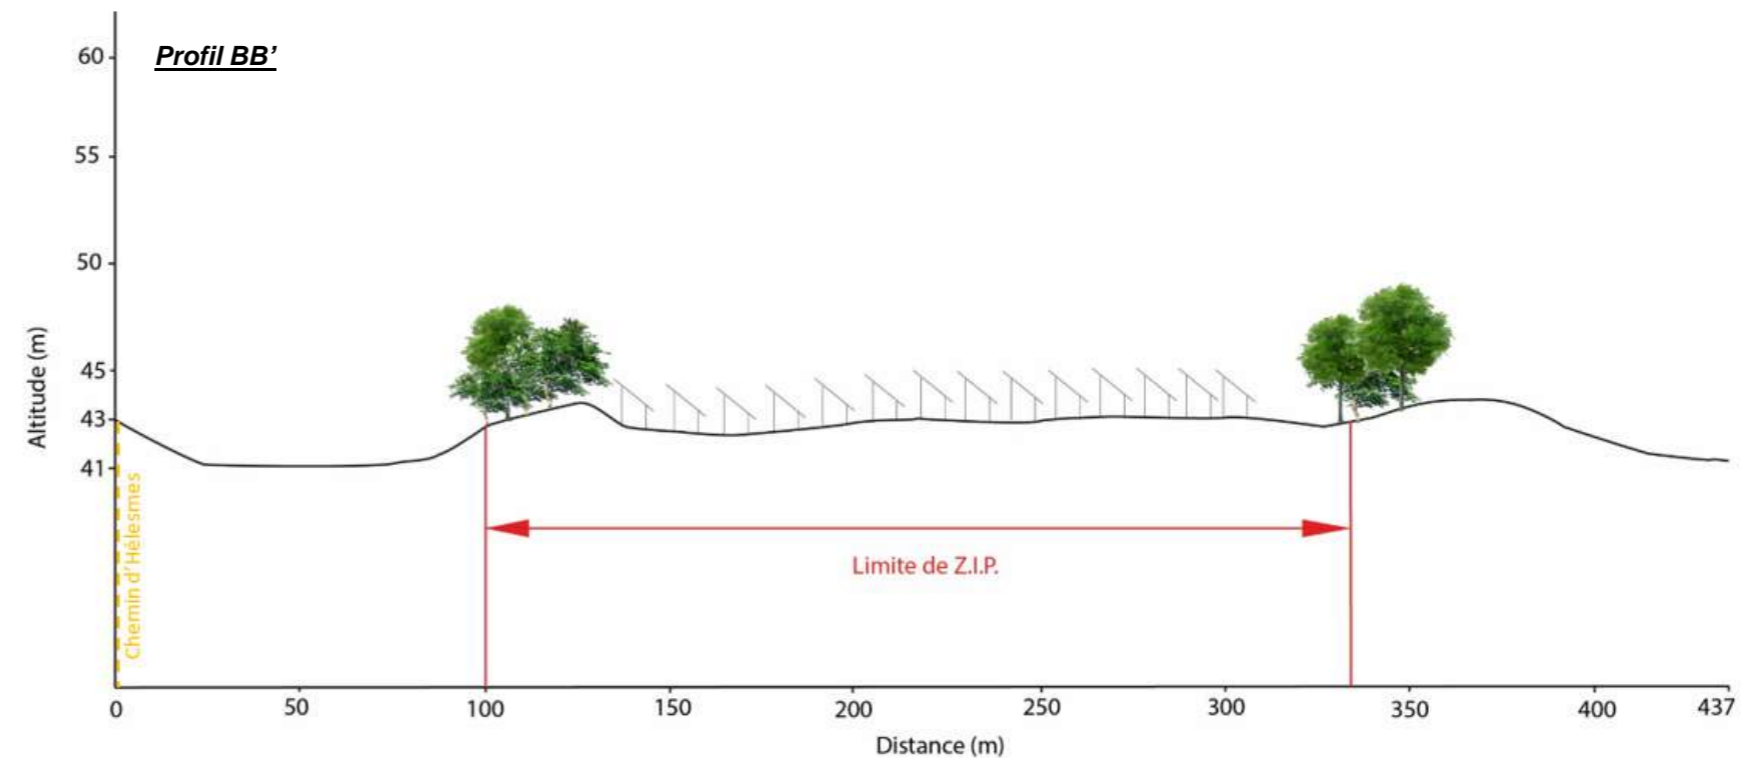 Profil BB’
60
55
50
45
43
41
Altitude (m)
Chemin d’Hélesmes
Limite de Z.I.P.
0 50 100 150 200 250 300 350 400 437
Distance (m)